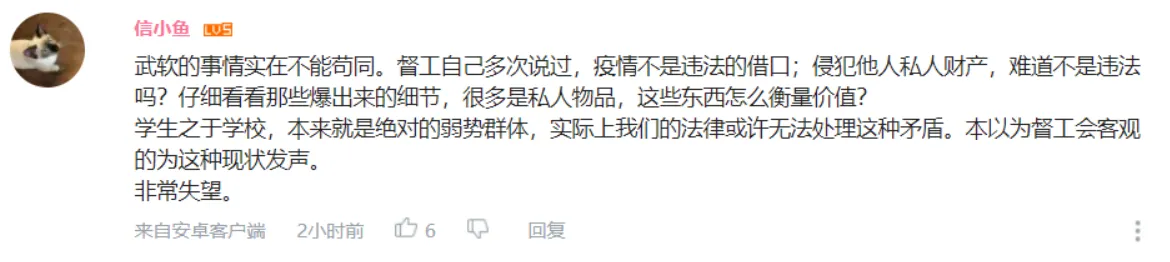 信小鱼 LV5
武软的事情实在不能苟同。督工自己多次说过，疫情不是违法的借口；侵犯他人私人财产，难道不是违法
吗？仔细看看那些爆出来的细节，很多是私人物品，这些东西怎么衡量价值？
学生之于学校，本来就是绝对的弱势群体，实际上我们的法律或许无法处理这种矛盾。本以为督工会客观
的为这种现状发声。
非常失望。
来自安卓客户端 2小时前 6 回复